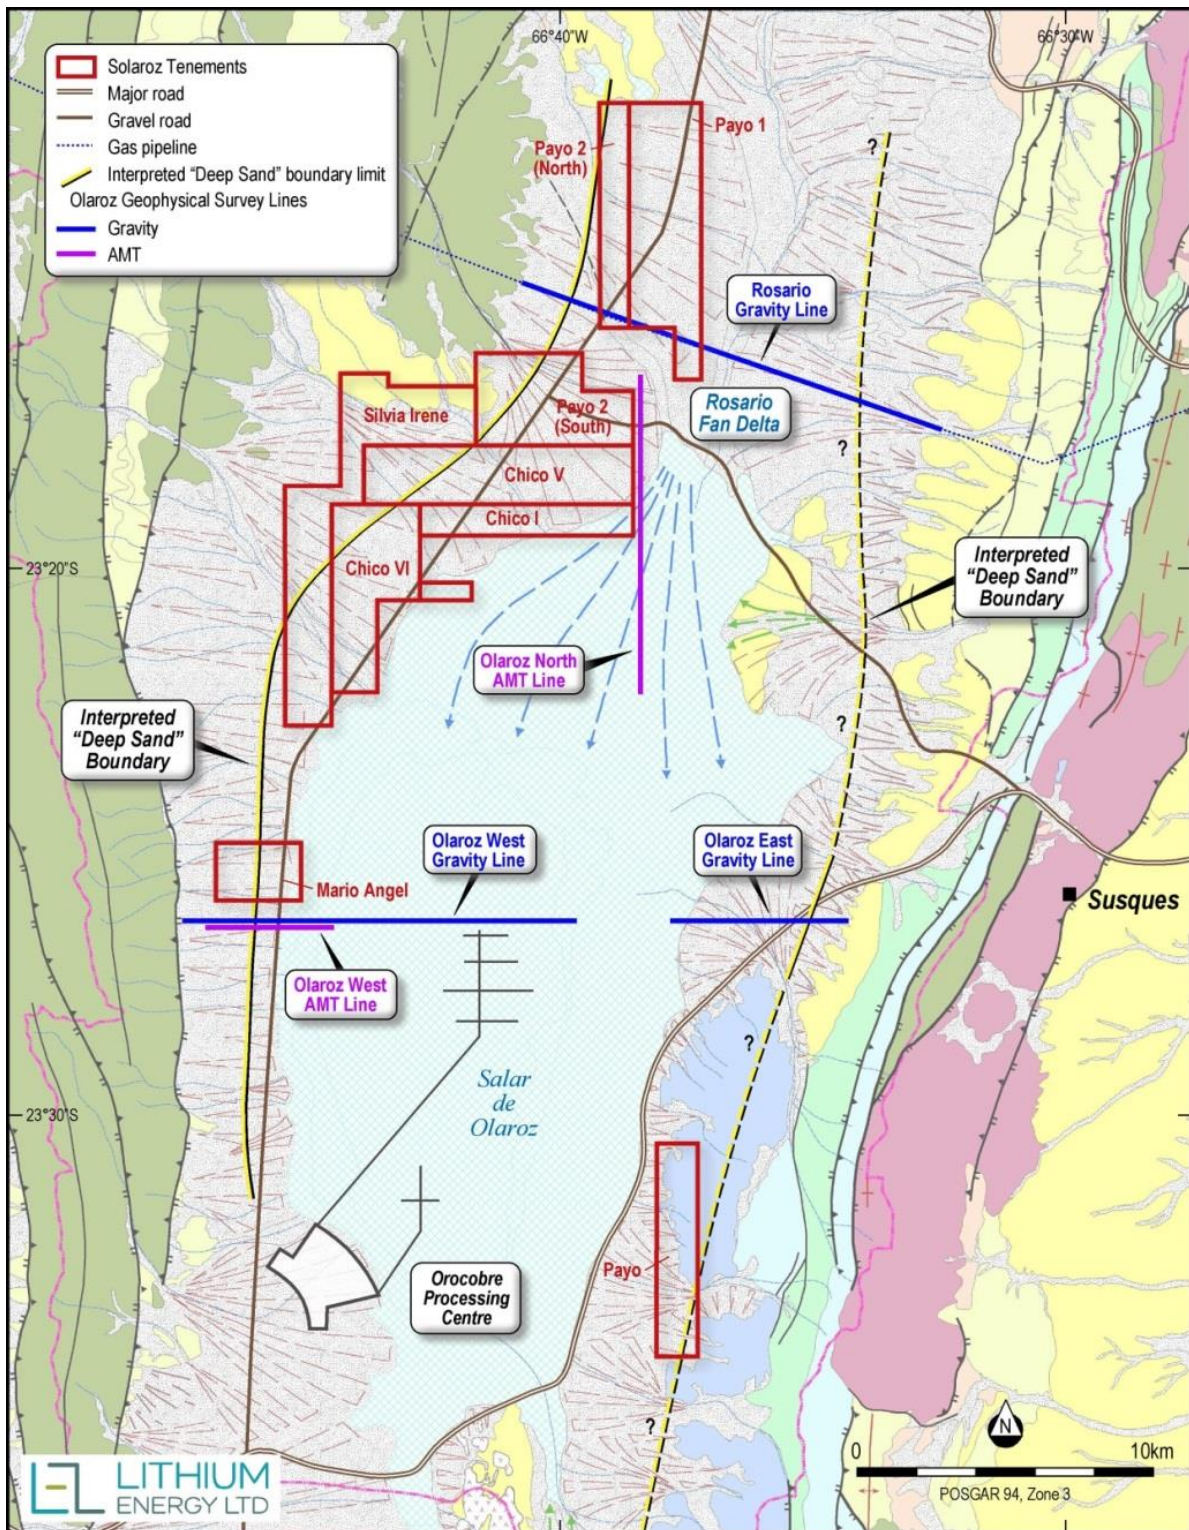 66°40'W
66°30'W
Solaroz Tenements
Major road
Gravel road
Gas pipeline
Interpreted “Deep Sand” boundary limit
Olaroz Geophysical Survey Lines
Gravity
AMT
Payo 1
Payo 2
(North)
?
Rosario
Gravity Line
Silvia Irene
Payo 2
(South)
Rosario
Fan Delta
?
Chico V
Chico I
23°20'S
Chico VI
Interpreted
“Deep Sand”
Boundary
Olaroz North
AMT Line
Interpreted
“Deep Sand”
Boundary
?
Olaroz West
Gravity Line
Olaroz East
Gravity Line
Mario Angel
Susques
Olaroz West
AMT Line
?
Salar
de
Olaroz
23°30'S
Payo
Orocobre
Processing
Centre
?
N
0
10km
POSGAR 94, Zone 3
LEL
LITHIUM
ENERGY LTD